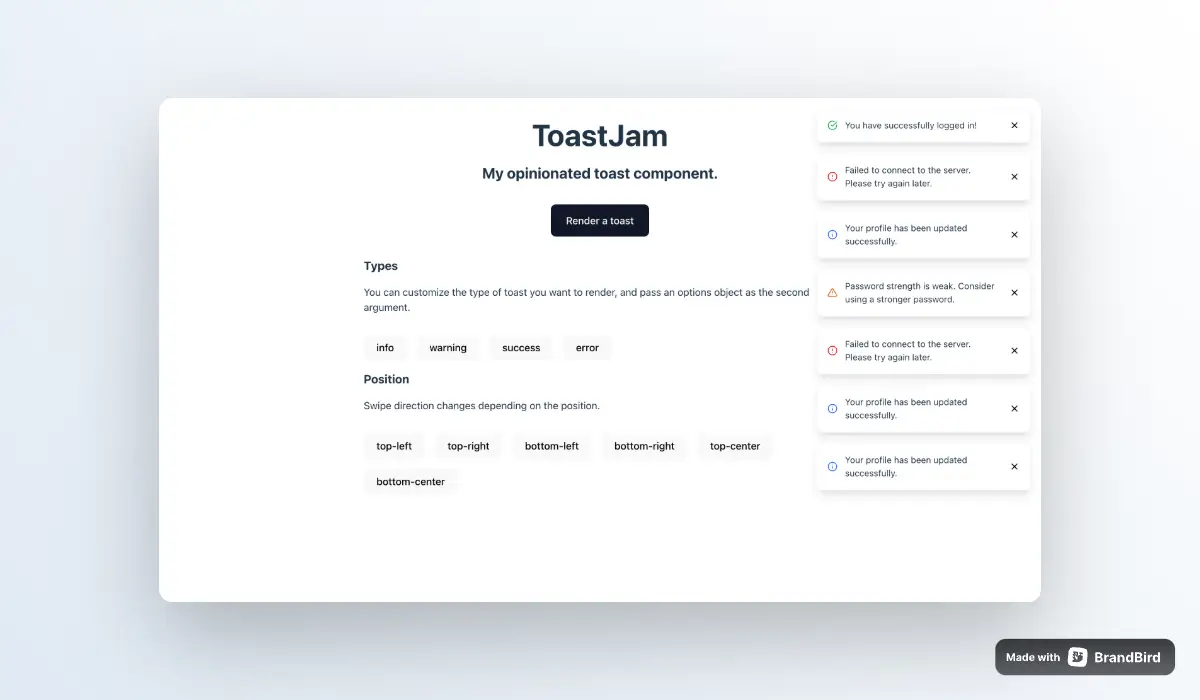 ToastJam
My opinionated toast component.
Render a toast
Types
You can customize the type of toast you want to render, and pass an options object as the second
argument.
info
warning
success
error
Position
Swipe direction changes depending on the position.
top-left
top-right
bottom-left
bottom-right
top-center
bottom-center
You have successfully logged in!
Failed to connect to the server.
Please try again later.
Your profile has been updated
successfully.
Password strength is weak. Consider
using a stronger password.
Failed to connect to the server.
Please try again later.
Your profile has been updated
successfully.
Your profile has been updated
successfully.
Made with BrandBird